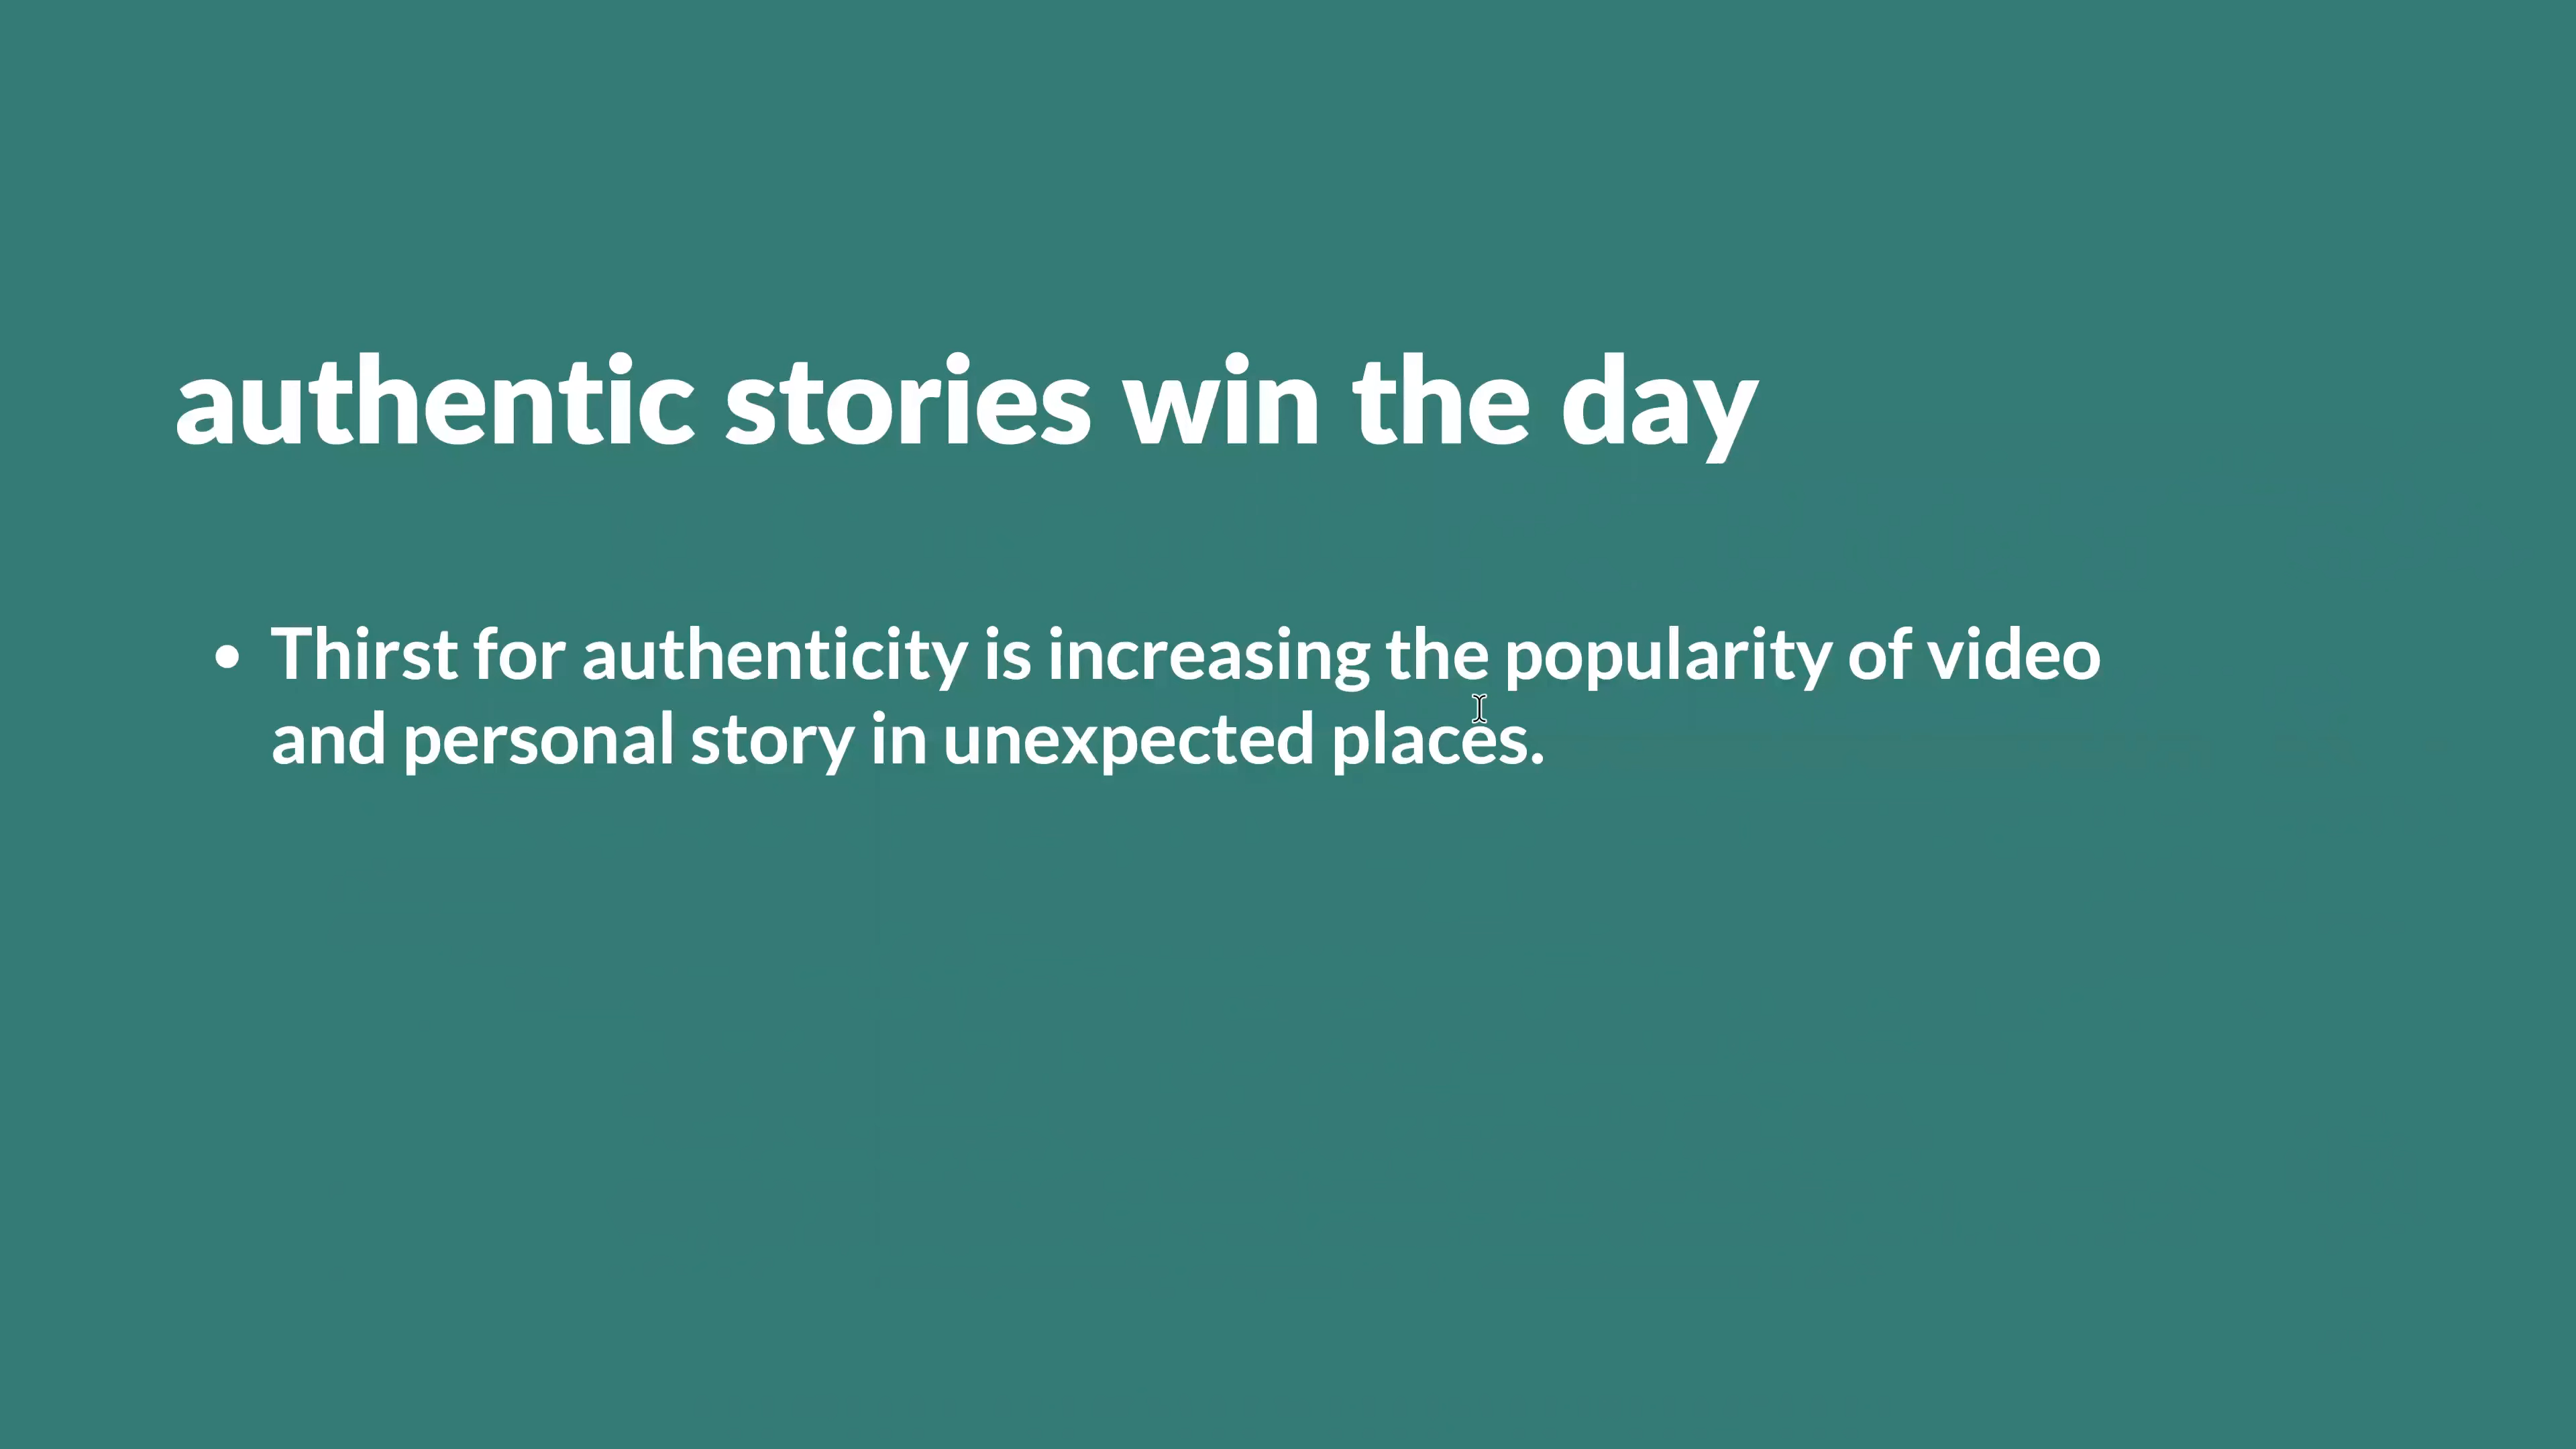 authentic stories win the day
• Thirst for authenticity is increasing the popularity of video
and personal story in unexpected places.